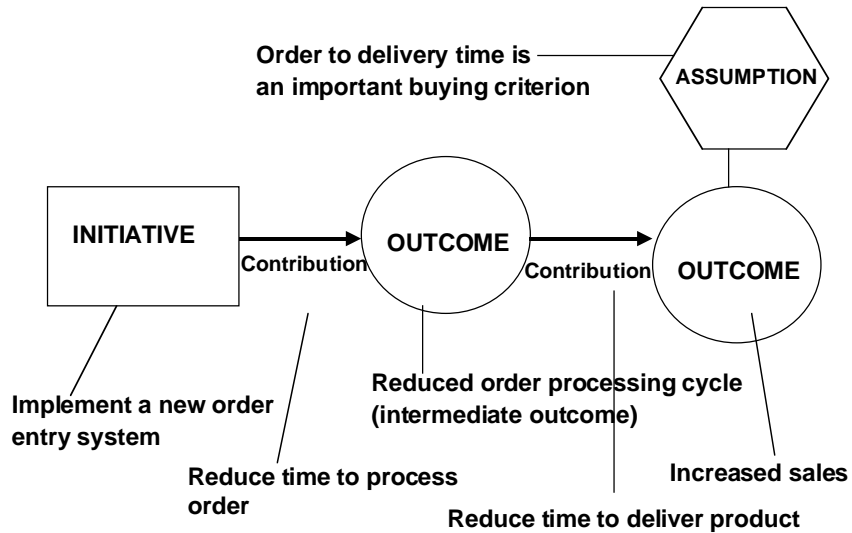 Order to delivery time is
an important buying criterion
ASSUMPTION
INITIATIVE
Contribution
OUTCOME
Contribution
OUTCOME
Implement a new order
entry system
Reduce time to process
order
Reduced order processing cycle
(intermediate outcome)
Reduce time to deliver product
Increased sales